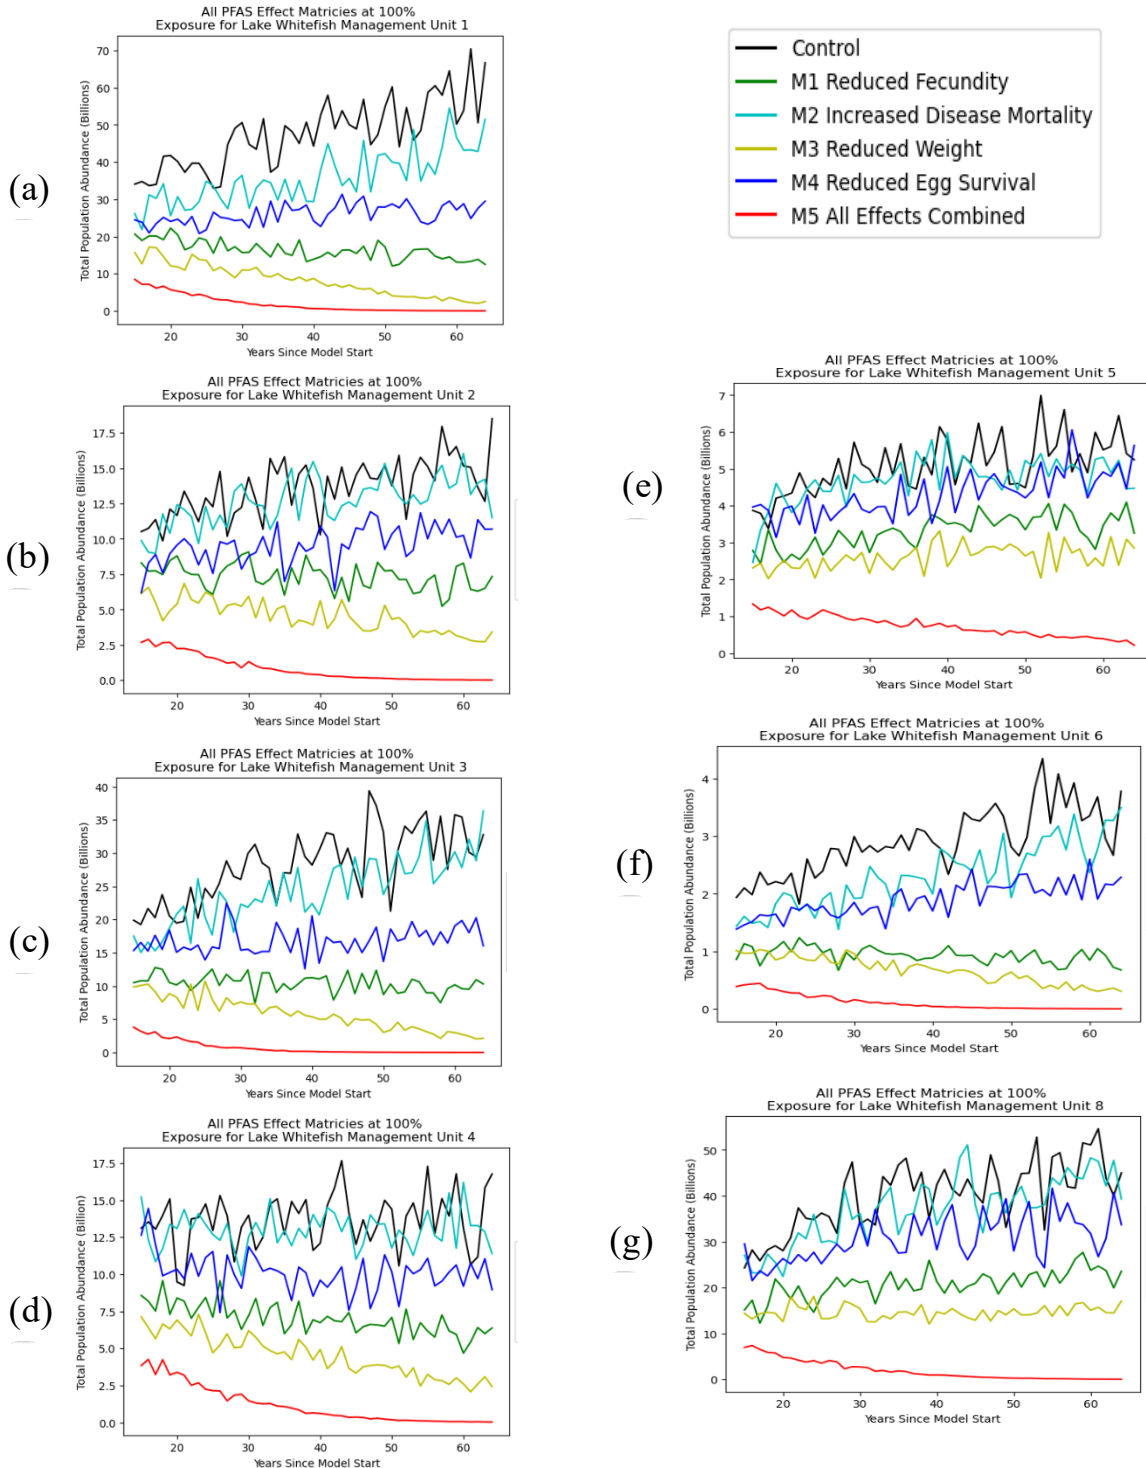 All PFAS Effect Matricies at 100%
Exposure for Lake Whitefish Management Unit 1
(a)
Total Population Abundance (Billions)
70
60
50
40
30
20
10
0
20 30 40 50 60
Years Since Model Start
Control
M1 Reduced Fecundity
M2 Increased Disease Mortality
M3 Reduced Weight
M4 Reduced Egg Survival
M5 All Effects Combined
All PFAS Effect Matricies at 100%
Exposure for Lake Whitefish Management Unit 2
(b)
Total Population Abundance (Billions)
17.5
15.0
12.5
10.0
7.5
5.0
2.5
0.0
20 30 40 50 60
Years Since Model Start
All PFAS Effect Matricies at 100%
Exposure for Lake Whitefish Management Unit 3
(c)
Total Population Abundance (Billions)
40
35
30
25
20
15
10
5
0
20 30 40 50 60
Years Since Model Start
All PFAS Effect Matricies at 100%
Exposure for Lake Whitefish Management Unit 4
(d)
Total Population Abundance (Billion)
17.5
15.0
12.5
10.0
7.5
5.0
2.5
0.0
20 30 40 50 60
Years Since Model Start
All PFAS Effect Matricies at 100%
Exposure for Lake Whitefish Management Unit 5
(e)
Total Population Abundance (Billions)
7
6
5
4
3
2
1
0
20 30 40 50 60
Years Since Model Start
All PFAS Effect Matricies at 100%
Exposure for Lake Whitefish Management Unit 6
(f)
Total Population Abundance (Billions)
4
3
2
1
0
20 30 40 50 60
Years Since Model Start
All PFAS Effect Matricies at 100%
Exposure for Lake Whitefish Management Unit 8
(g)
Total Population Abundance (Billions)
50
40
30
20
10
0
20 30 40 50 60
Years Since Model Start